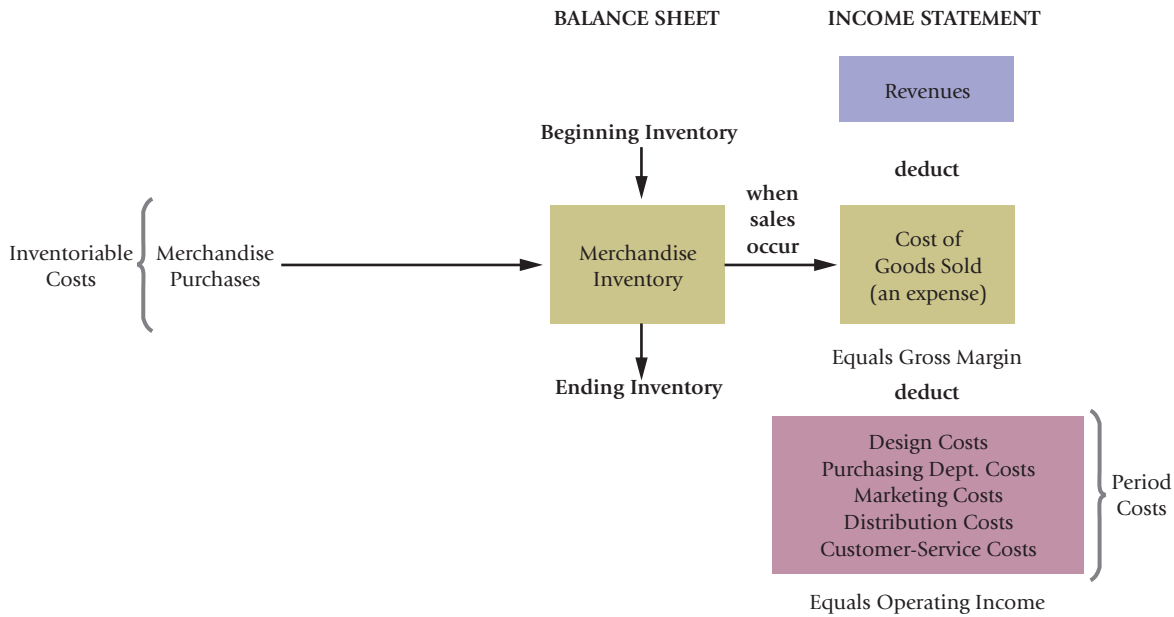 BALANCE SHEET
INCOME STATEMENT
Revenues
Beginning Inventory
deduct
when
sales
occur
Inventoriable
Costs
Merchandise
Purchases
Merchandise
Inventory
Cost of
Goods Sold
(an expense)
Equals Gross Margin
Ending Inventory
deduct
Design Costs
Purchasing Dept. Costs
Marketing Costs
Distribution Costs
Customer-Service Costs
Period
Costs
Equals Operating Income